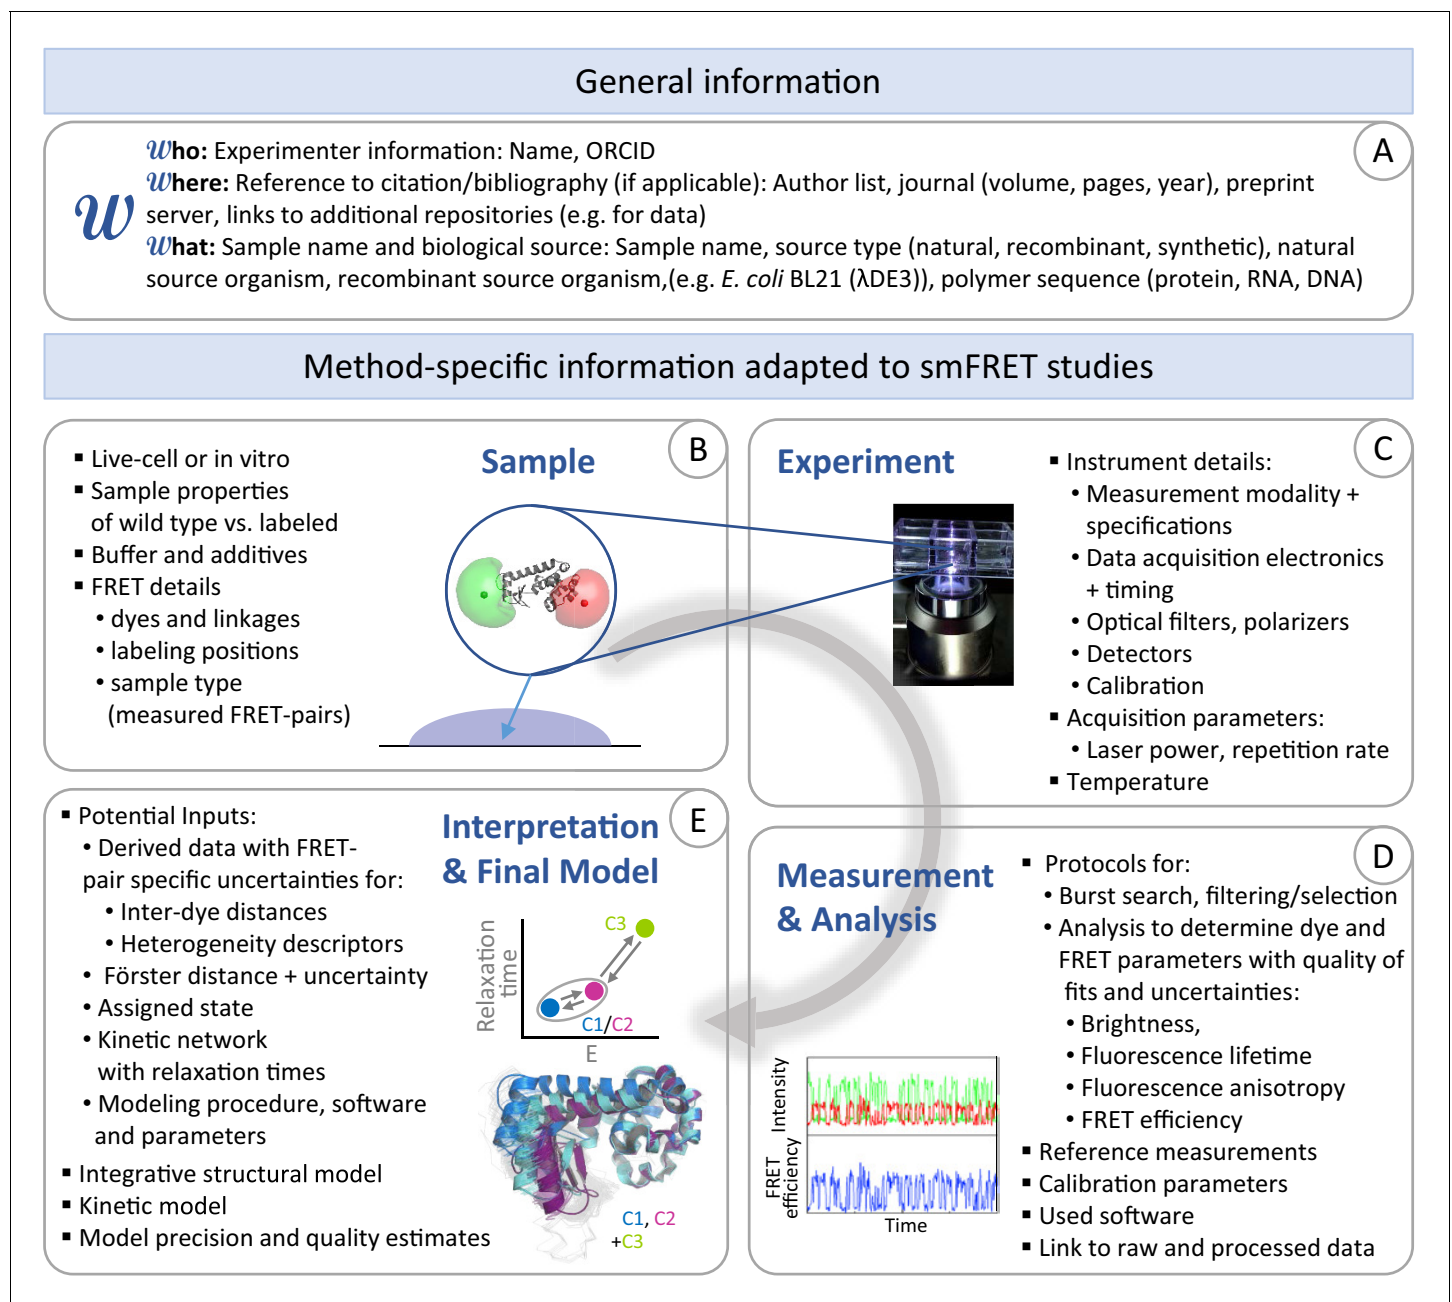 General information
A
Who: Experimenter information: Name, ORCID
Where: Reference to citation/bibliography (if applicable): Author list, journal (volume, pages, year), preprint
server, links to additional repositories (e.g. for data)
What: Sample name and biological source: Sample name, source type (natural, recombinant, synthetic), natural
source organism, recombinant source organism,(e.g. E. coli BL21 (λDE3)), polymer sequence (protein, RNA, DNA)
W
Method-specific information adapted to smFRET studies
B
Sample
▪ Live-cell or in vitro
▪ Sample properties
of wild type vs. labeled
▪ Buffer and additives
▪ FRET details
• dyes and linkages
• labeling positions
• sample type
(measured FRET-pairs)
C
Experiment
▪ Instrument details:
• Measurement modality +
specifications
• Data acquisition electronics
+ timing
• Optical filters, polarizers
• Detectors
• Calibration
▪ Acquisition parameters:
• Laser power, repetition rate
▪ Temperature
D
Measurement
& Analysis
▪ Protocols for:
• Burst search, filtering/selection
• Analysis to determine dye and
FRET parameters with quality of
fits and uncertainties:
• Brightness,
• Fluorescence lifetime
• Fluorescence anisotropy
• FRET efficiency
▪ Reference measurements
▪ Calibration parameters
▪ Used software
▪ Link to raw and processed data
Intensity
FRET
efficiency
Time
E
Interpretation
& Final Model
▪ Potential Inputs:
• Derived data with FRET-
pair specific uncertainties for:
• Inter-dye distances
• Heterogeneity descriptors
• Förster distance + uncertainty
• Assigned state
• Kinetic network
with relaxation times
• Modeling procedure, software
and parameters
▪ Integrative structural model
▪ Kinetic model
▪ Model precision and quality estimates
Relaxation
time
C3
C1/C2
E
C1, C2
+C3